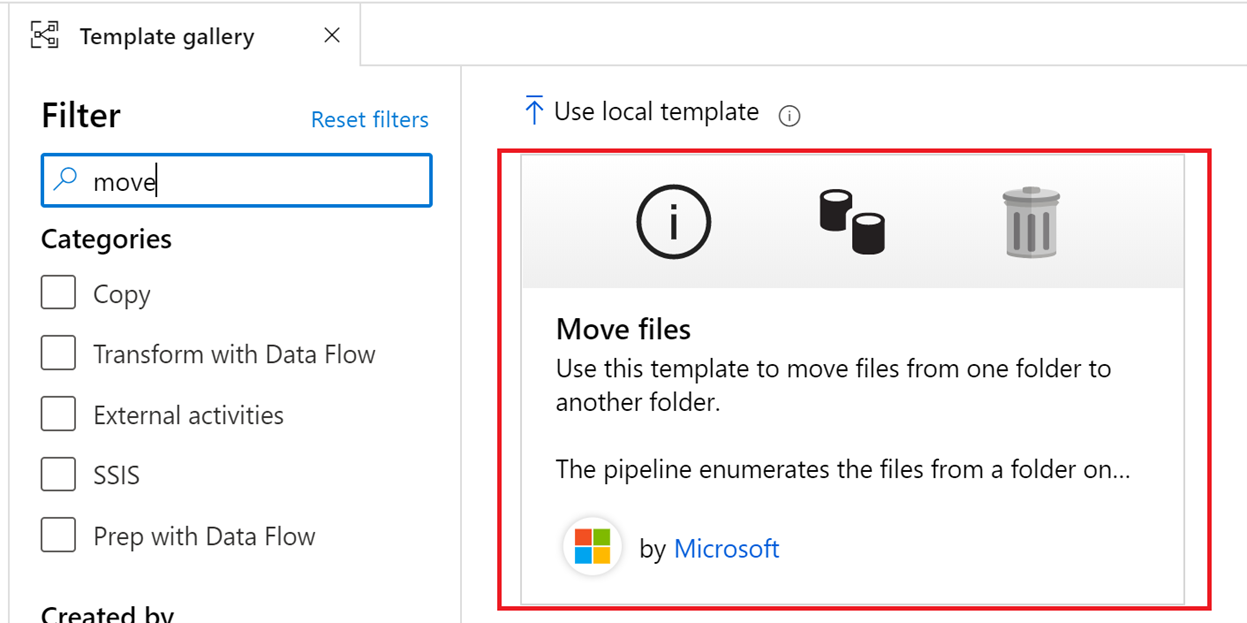 Template gallery
Filter
Reset filters
move
Categories
Copy
Transform with Data Flow
External activities
SSIS
Prep with Data Flow
Created by
Use local template
Move files
Use this template to move files from one folder to
another folder.
The pipeline enumerates the files from a folder on...
by Microsoft